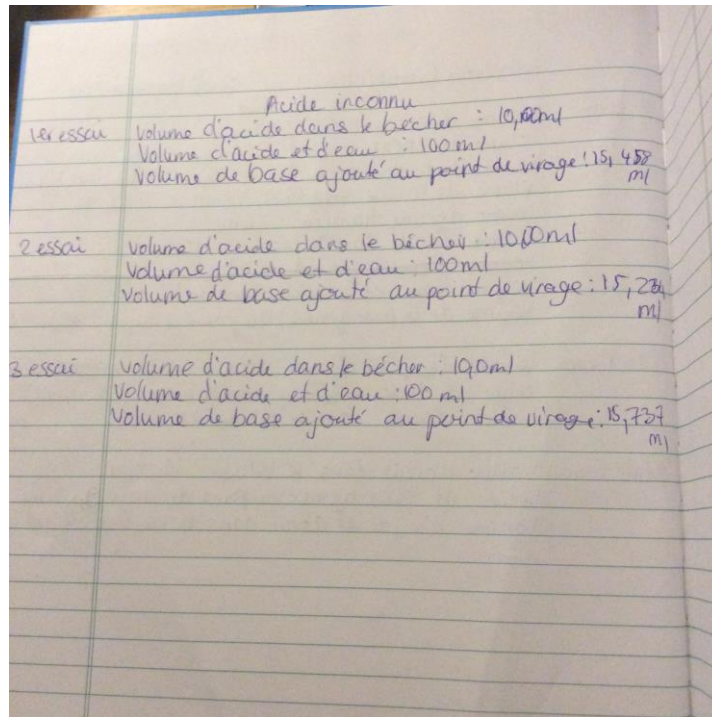 Acide inconnu
1er essai volume d'acide dans le bécher : 10,00ml
Volume d'acide et d'eau : 100ml
volume de base ajouté au point de virage : 15,458
ml
2 essai volume d'acide dans le bécher : 10,00ml
volume d'acide et d'eau : 100ml
volume de base ajouté au point de virage : 15,234
ml
3 essai volume d'acide dans le bécher : 10,0ml
volume d'acide et d'eau : 100 ml
volume de base ajouté au point de virage : 15,737
ml